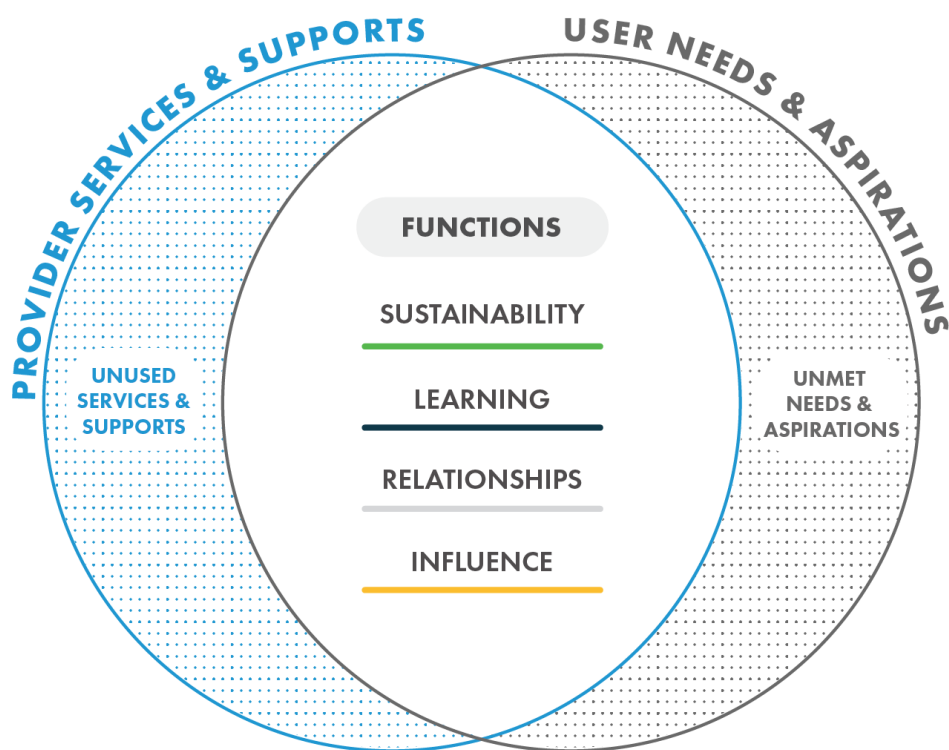 PROVIDER SERVICES & SUPPORTS
USER NEEDS & ASPIRATIONS
FUNCTIONS
SUSTAINABILITY
LEARNING
RELATIONSHIPS
INFLUENCE
UNUSED
SERVICES &
SUPPORTS
UNMET
NEEDS &
ASPIRATIONS